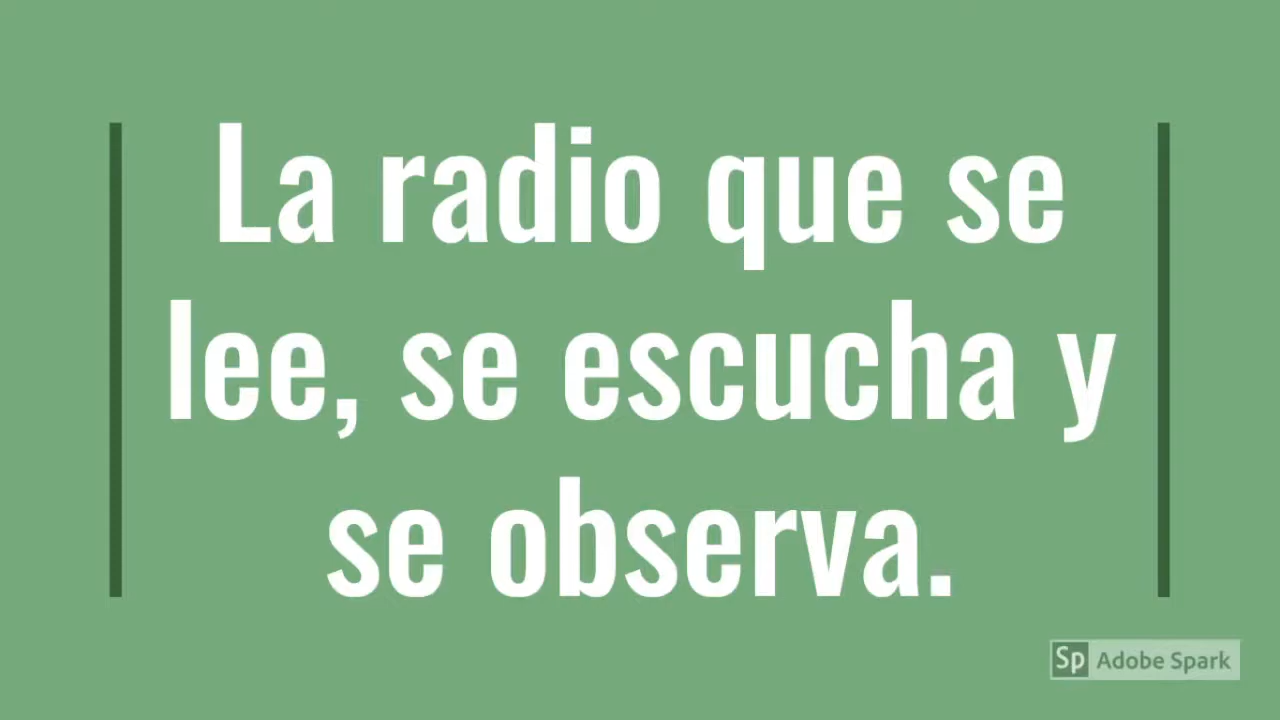 La radio que se
lee, se escucha y
se observa.
Sp Adobe Spark